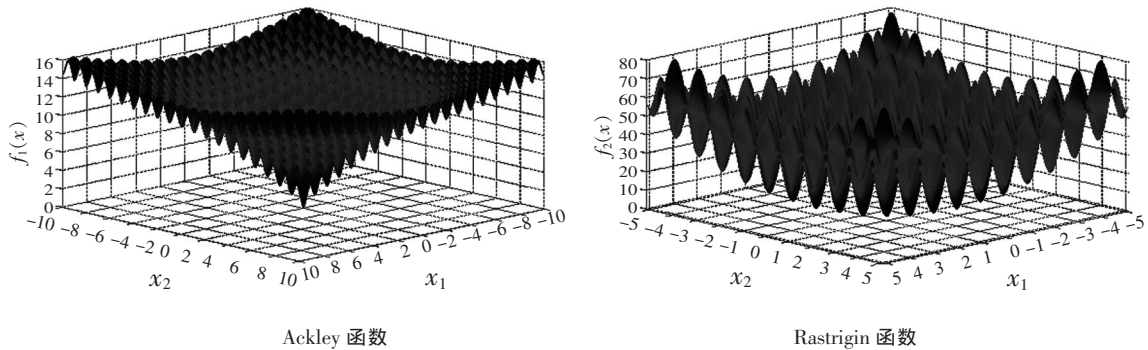 16
14
12
10
8
6
4
2
0
f₁(x)
-10 -8 -6 -4 -2 0 2 4 6 8 10
x₂
10 8 6 4 2 0 -2 -4 -6 -8 -10
x₁
Ackley 函数
80
70
60
50
40
30
20
10
0
f₂(x)
-5 -4 -3 -2 -1 0 1 2 3 4 5
x₂
5 4 3 2 1 0 -1 -2 -3 -4 -5
x₁
Rastrigin 函数